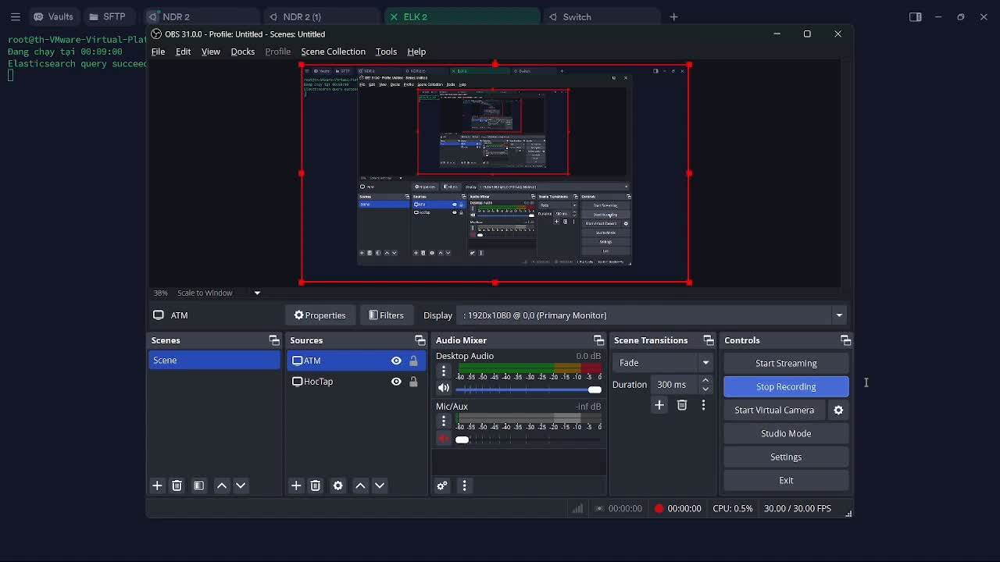 Vaults SFTP NDR 2 NDR 2 (1) ELK 2 Switch
root@th-VMware-Virtual-Plat
Đang chạy tại 00:09:00
Elasticsearch query succeed
OBS 31.0.0 - Profile: Untitled - Scenes: Untitled
File Edit View Docks Profile Scene Collection Tools Help
38% Scale to Window
ATM Properties Filters Display : 1920x1080 @ 0,0 (Primary Monitor)
Scenes Sources Audio Mixer Scene Transitions Controls
Scene
ATM
HocTap
Desktop Audio 0.0 dB
-60 -55 -50 -45 -40 -35 -30 -25 -20 -15 -10 -5 0
Mic/Aux -inf dB
-60 -55 -50 -45 -40 -35 -30 -25 -20 -15 -10 -5 0
Fade
Duration 300 ms
Start Streaming
Stop Recording
Start Virtual Camera
Studio Mode
Settings
Exit
00:00:00 00:00:00 CPU: 0.5% 30.00 / 30.00 FPS